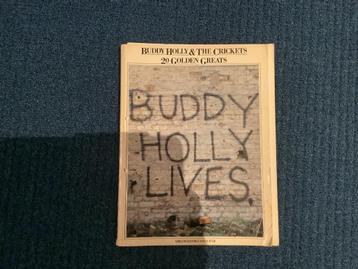 BUDDY HOLLY & THE CRICKETS
20 GOLDEN GREATS
BUDDY
HOLLY
LIVES